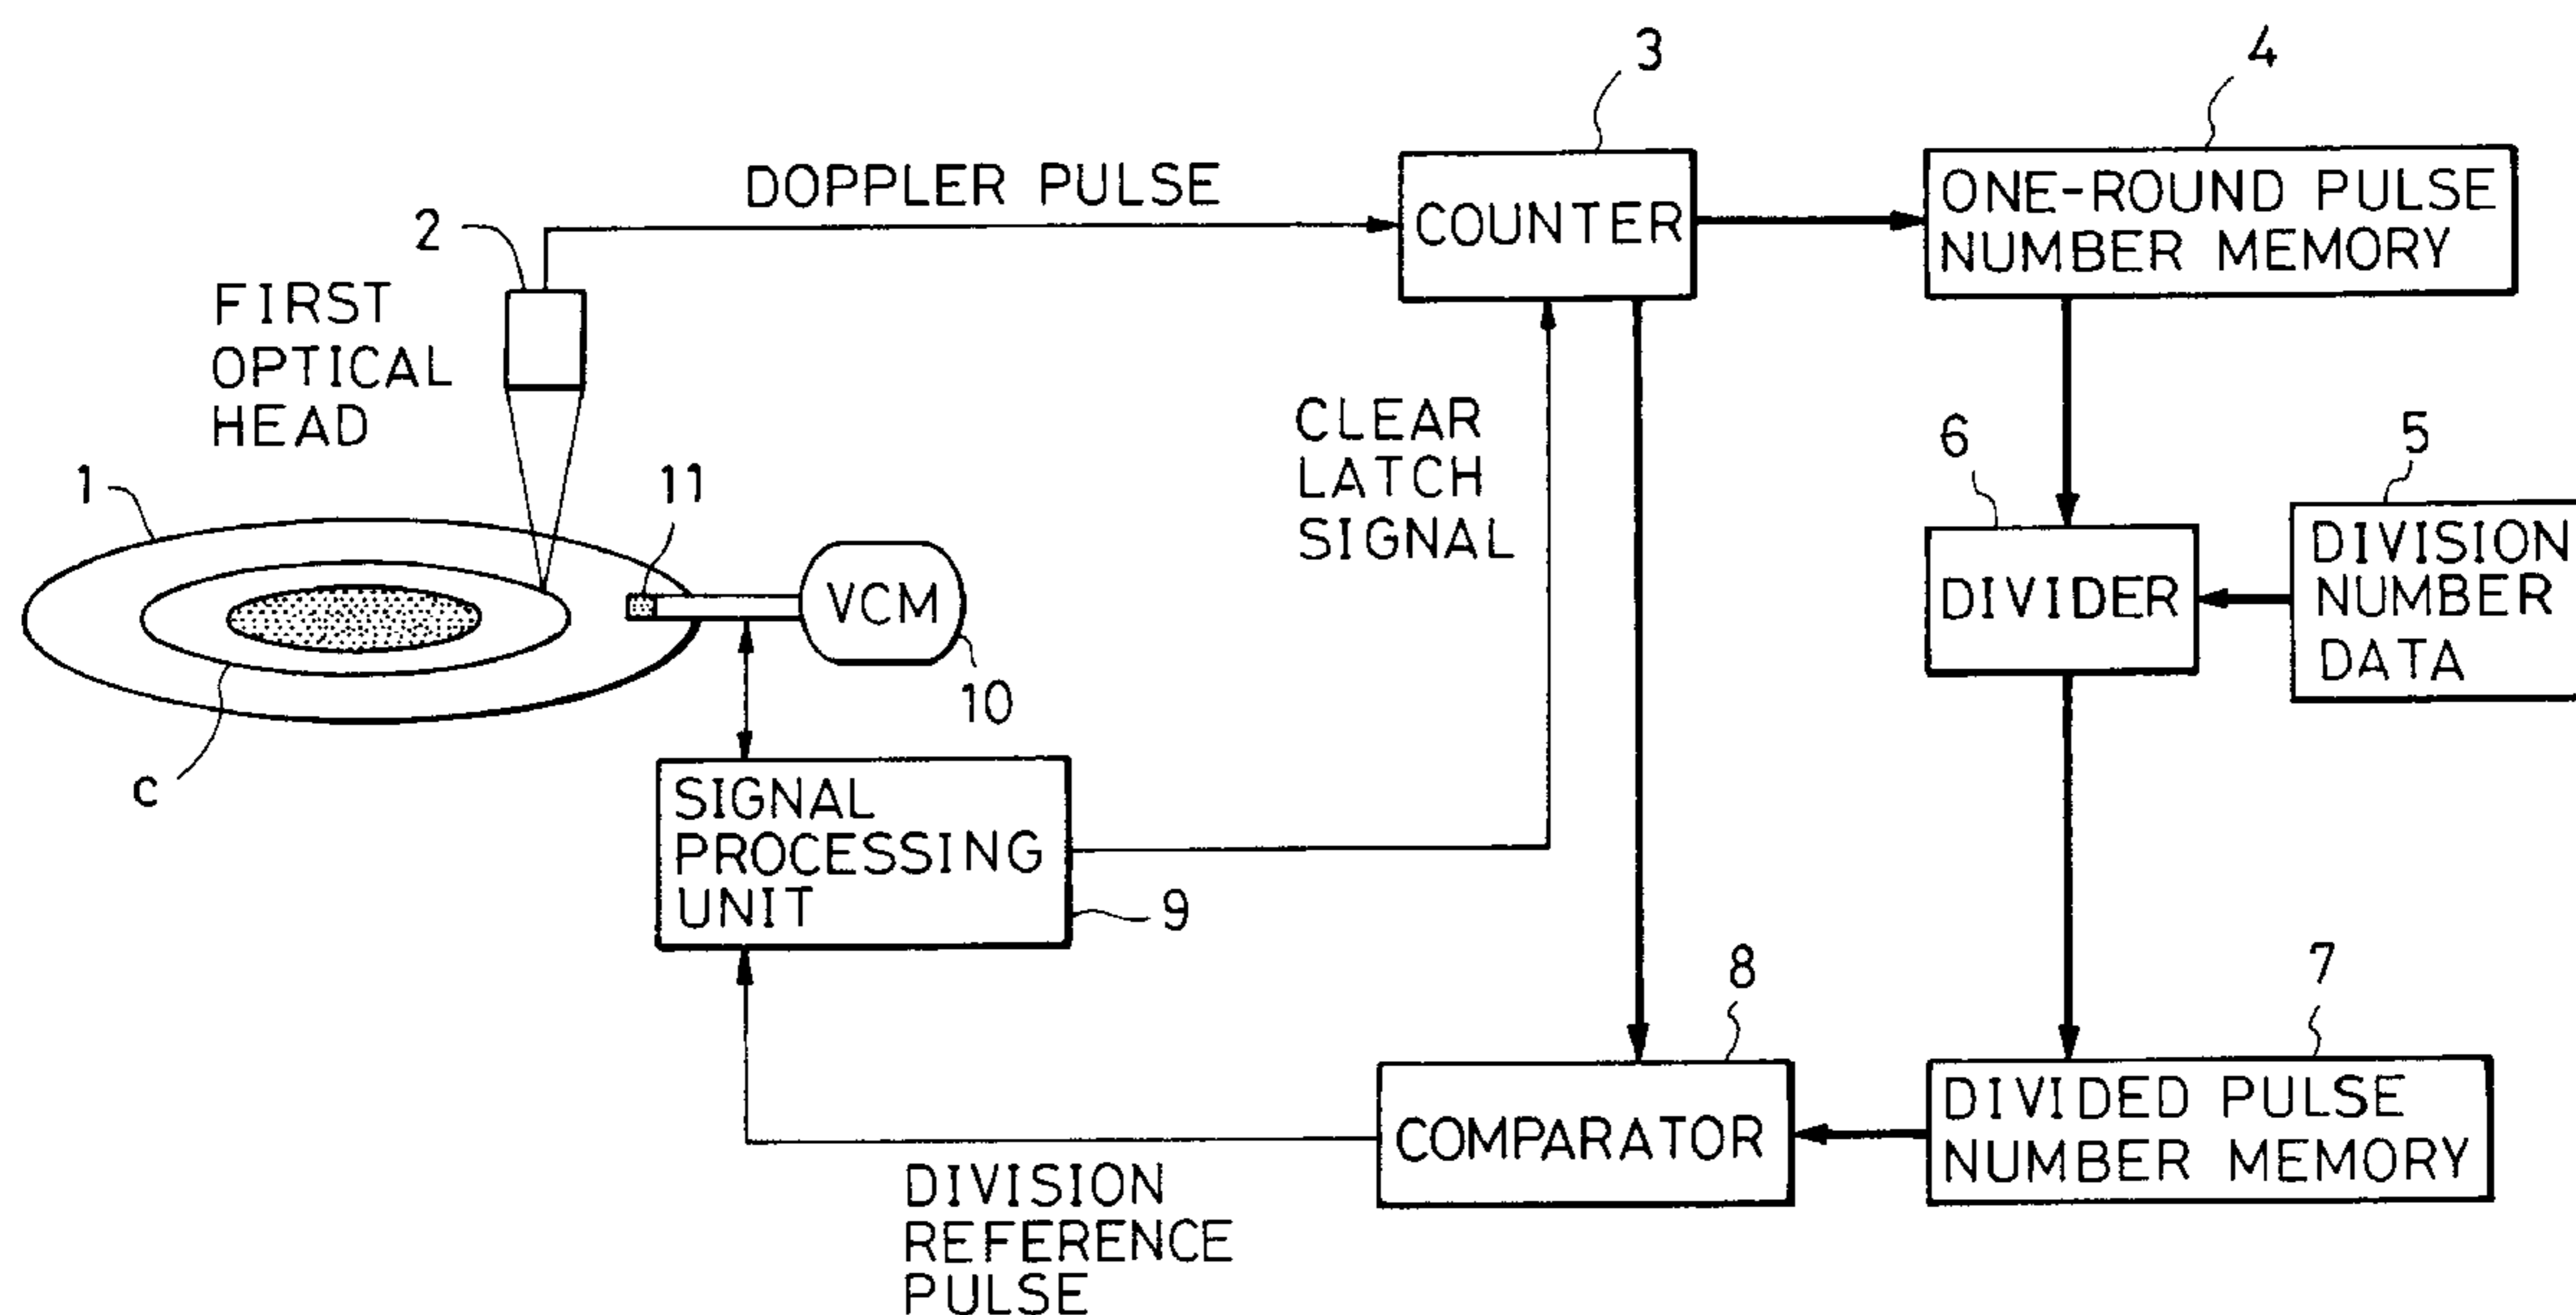 3
4
DOPPLER PULSE
COUNTER
ONE-ROUND PULSE
NUMBER MEMORY
2
FIRST
OPTICAL
HEAD
CLEAR
LATCH
SIGNAL
1
11
VCM
10
c
6
5
DIVIDER
DIVISION
NUMBER
DATA
SIGNAL
PROCESSING
UNIT
9
8
7
COMPARATOR
DIVIDED PULSE
NUMBER MEMORY
DIVISION
REFERENCE
PULSE